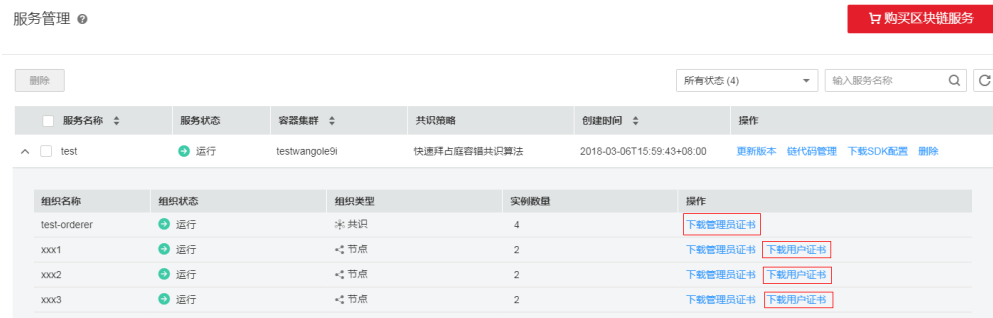 服务管理
购买区块链服务
删除 所有状态 (4) 输入服务名称
服务名称 服务状态 容器集群 共识策略 创建时间 操作
test 运行 testwangole9i 快速拜占庭容错共识算法 2018-03-06T15:59:43+08:00 更新版本 链代码管理 下载SDK配置 删除
组织名称 组织状态 组织类型 实例数量 操作
test-orderer 运行 共识 4 下载管理员证书
xxx1 运行 节点 2 下载管理员证书 下载用户证书
xxx2 运行 节点 2 下载管理员证书 下载用户证书
xxx3 运行 节点 2 下载管理员证书 下载用户证书